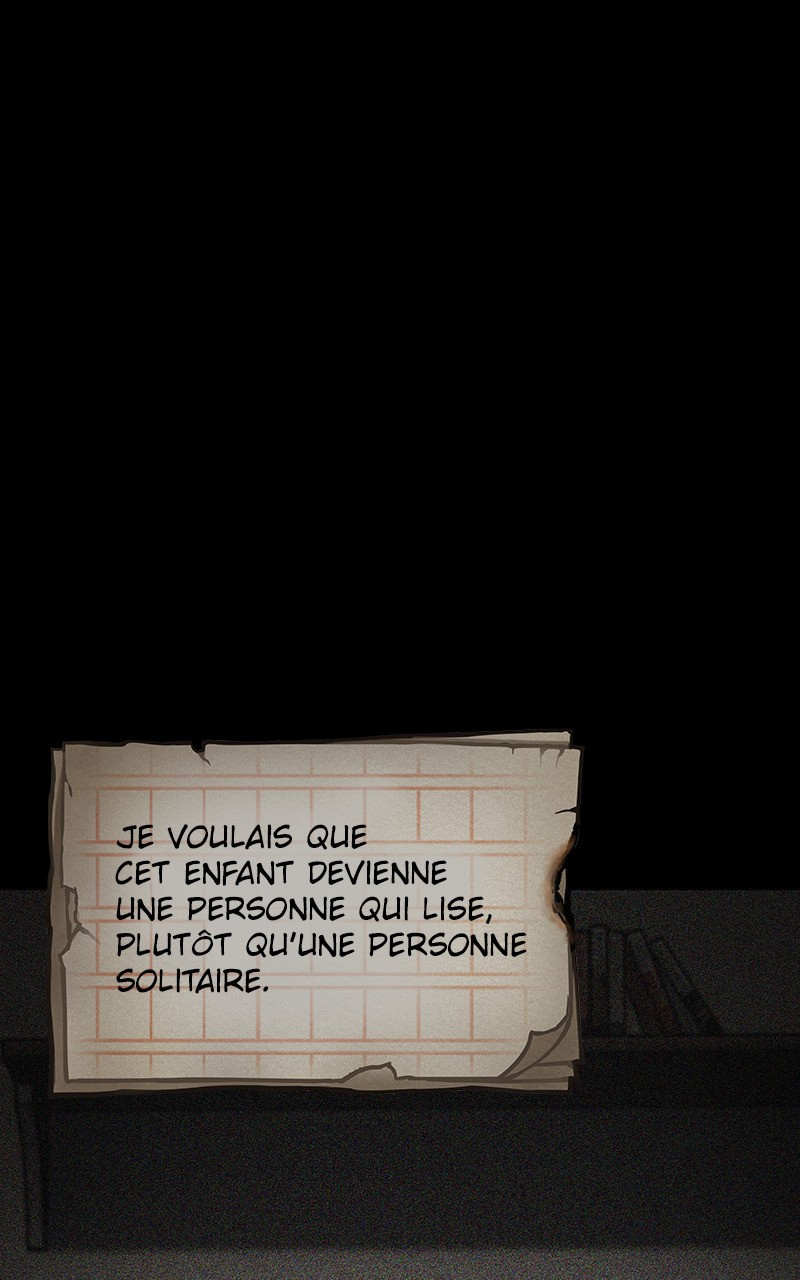 JE VOULAIS QUE
CET ENFANT DEVIENNE
UNE PERSONNE QUI LISE,
PLUTÔT QU'UNE PERSONNE
SOLITAIRE.